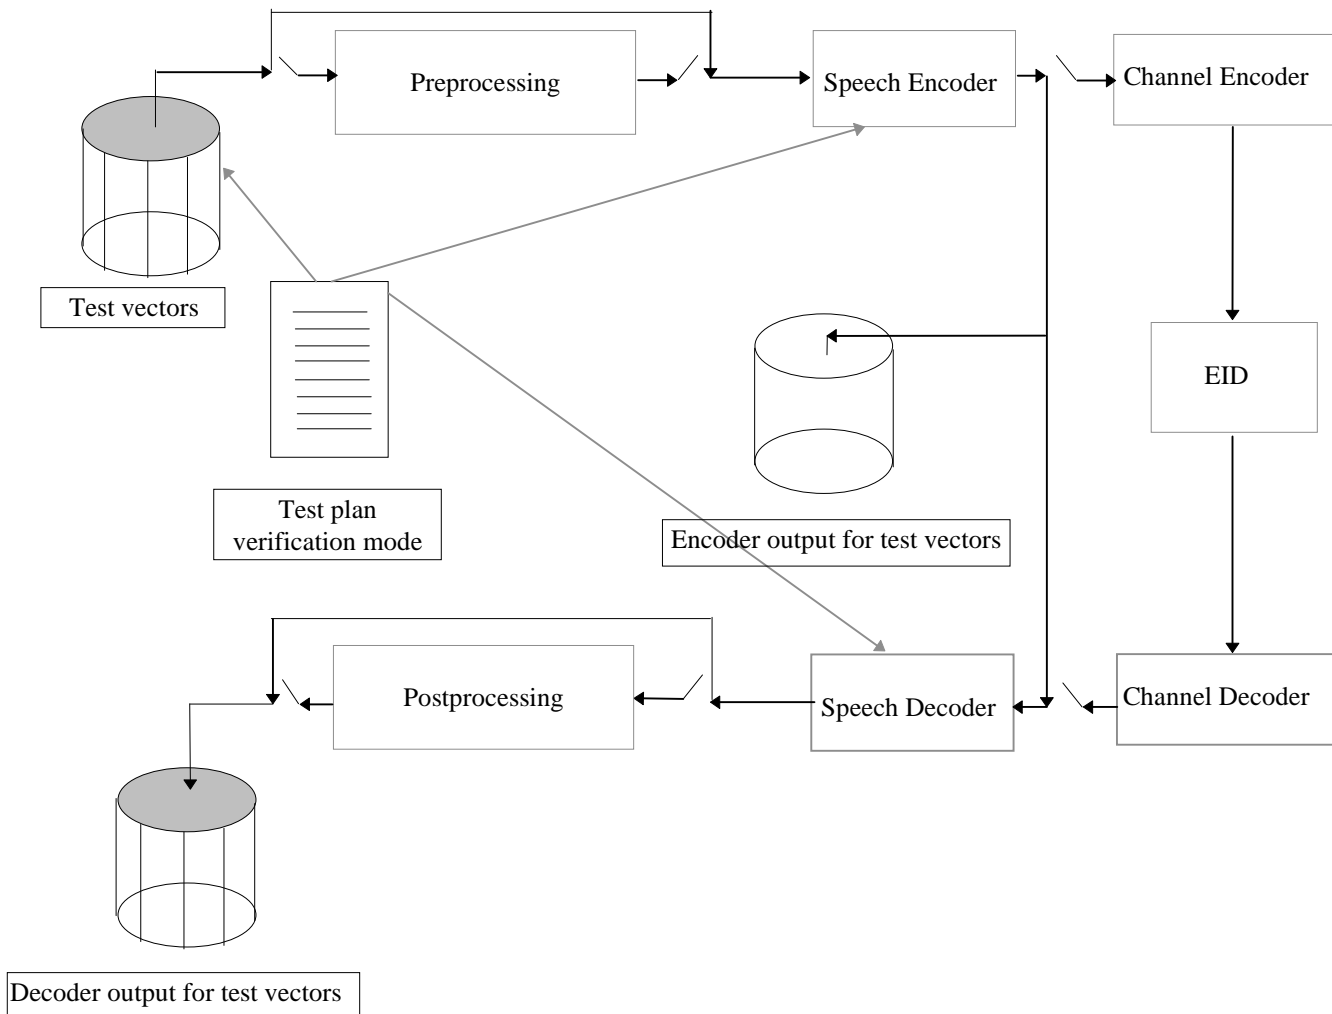 Preprocessing
Speech Encoder
Channel Encoder
Test vectors
EID
Test plan
verification mode
Encoder output for test vectors
Postprocessing
Speech Decoder
Channel Decoder
Decoder output for test vectors